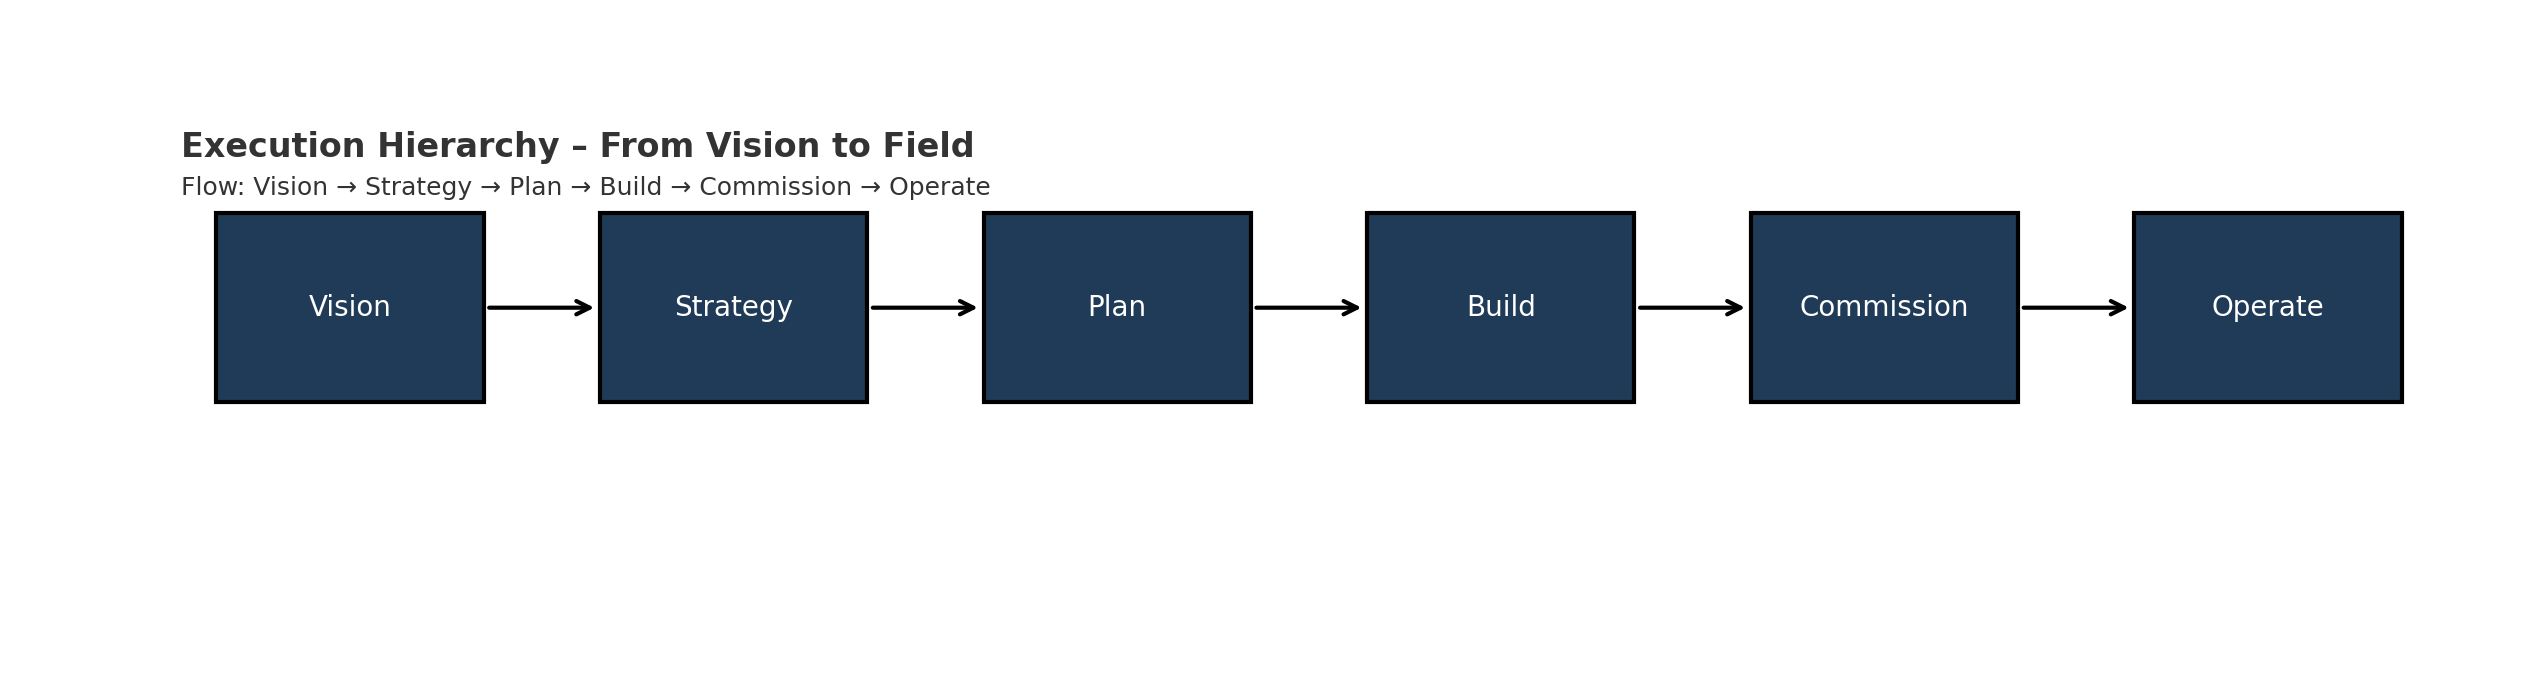 Execution Hierarchy – From Vision to Field
Flow: Vision → Strategy → Plan → Build → Commission → Operate
Vision
Strategy
Plan
Build
Commission
Operate